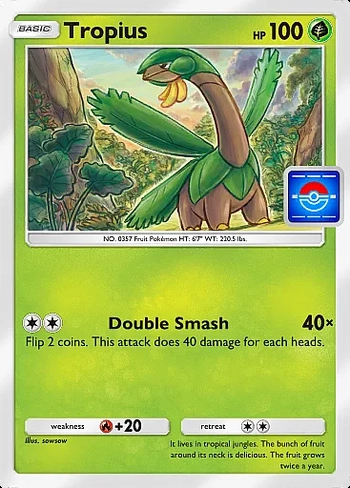 BASIC Tropius HP 100
NO. 0357 Fruit Pokémon HT: 6'7" WT: 220.5 lbs.
Double Smash 40×
Flip 2 coins. This attack does 40 damage for each heads.
weakness +20 retreat
Illus. sowsow
It lives in tropical jungles. The bunch of fruit
around its neck is delicious. The fruit grows
twice a year.